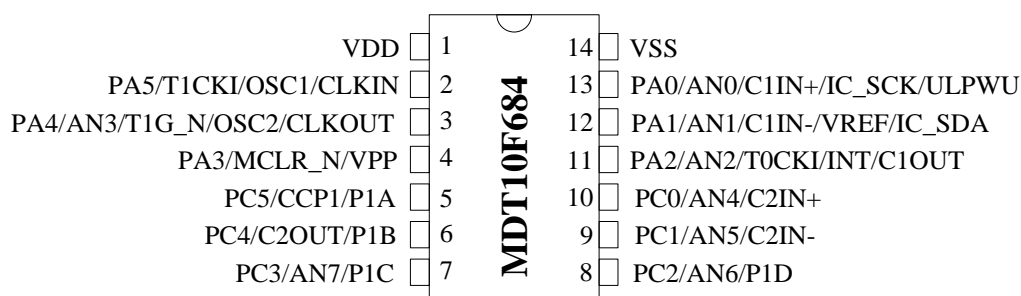 VDD 1 14 VSS
PA5/T1CKI/OSC1/CLKIN 2 13 PA0/AN0/C1IN+/IC_SCK/ULPWU
PA4/AN3/T1G_N/OSC2/CLKOUT 3 12 PA1/AN1/C1IN-/VREF/IC_SDA
PA3/MCLR_N/VPP 4 11 PA2/AN2/T0CKI/INT/C1OUT
PC5/CCP1/P1A 5 10 PC0/AN4/C2IN+
PC4/C2OUT/P1B 6 9 PC1/AN5/C2IN-
PC3/AN7/P1C 7 8 PC2/AN6/P1D
MDT10F684